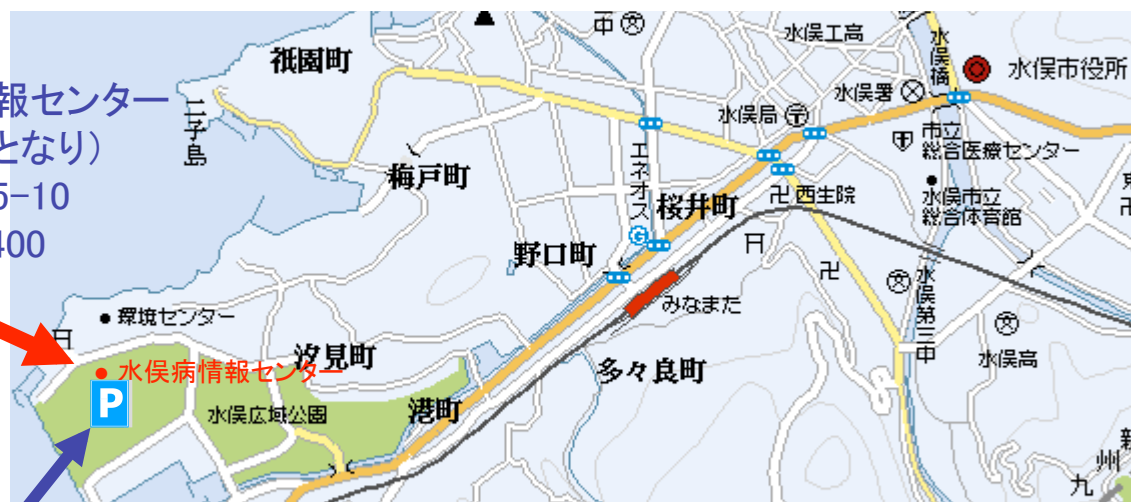 報センター
となり)
5-10
400
中
祇園町
二子島
梅戸町
水俣工高
水俣橋
水俣市役所
水俣署
水俣局
市立
総合医療センター
エネオス
桜井町
西生院
水俣市立
総合体育館
野口町
G
みなまた
水俣第二中
水俣高
環境センター
汐見町
水俣病情報センター
多々良町
P
水俣広域公園
港町
州
九